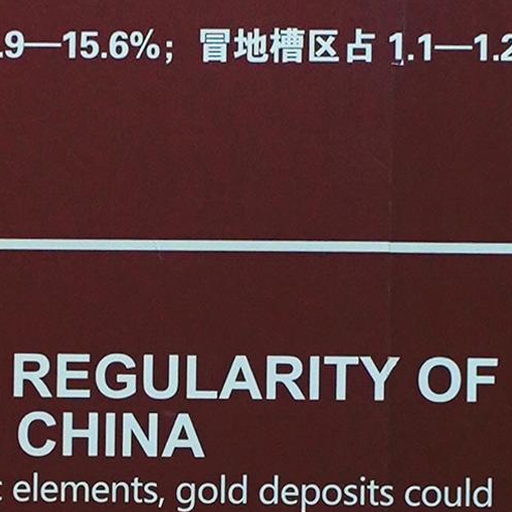 .9—15.6%；冒地槽区占 1.1—1.2
REGULARITY OF
CHINA
elements, gold deposits could